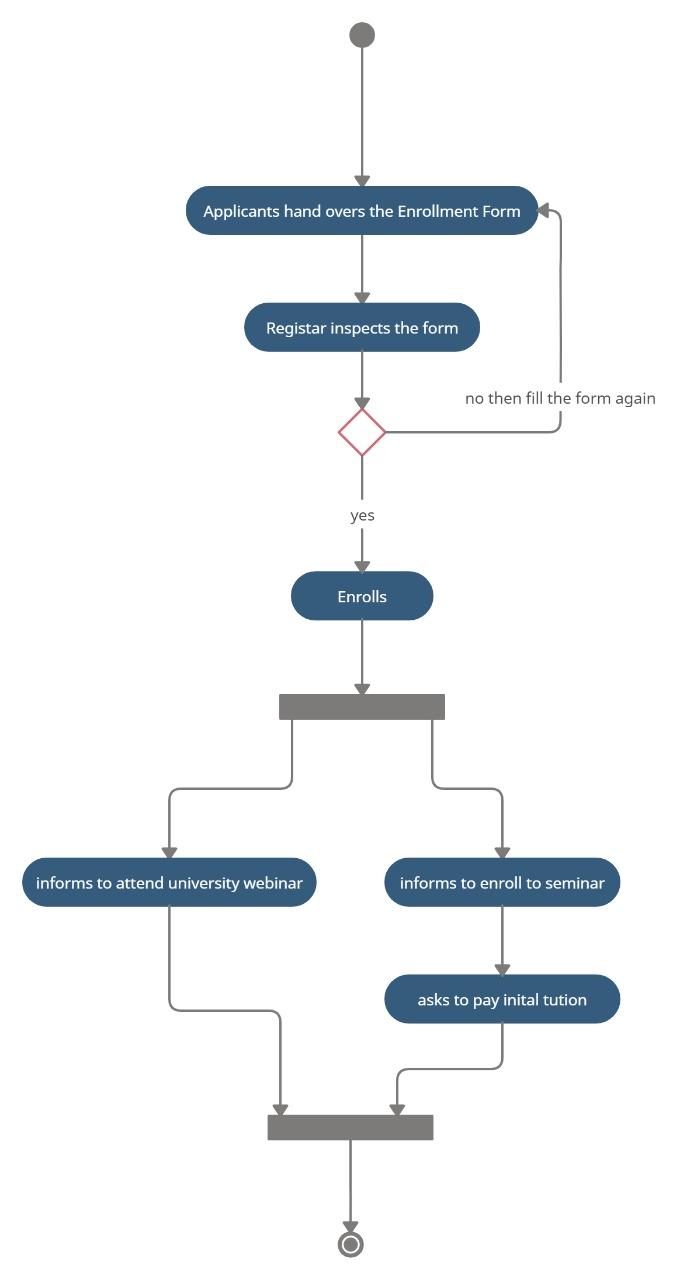 Applicants hand overs the Enrollment Form
Registar inspects the form
no then fill the form again
yes
Enrolls
informs to attend university webinar
informs to enroll to seminar
asks to pay inital tution